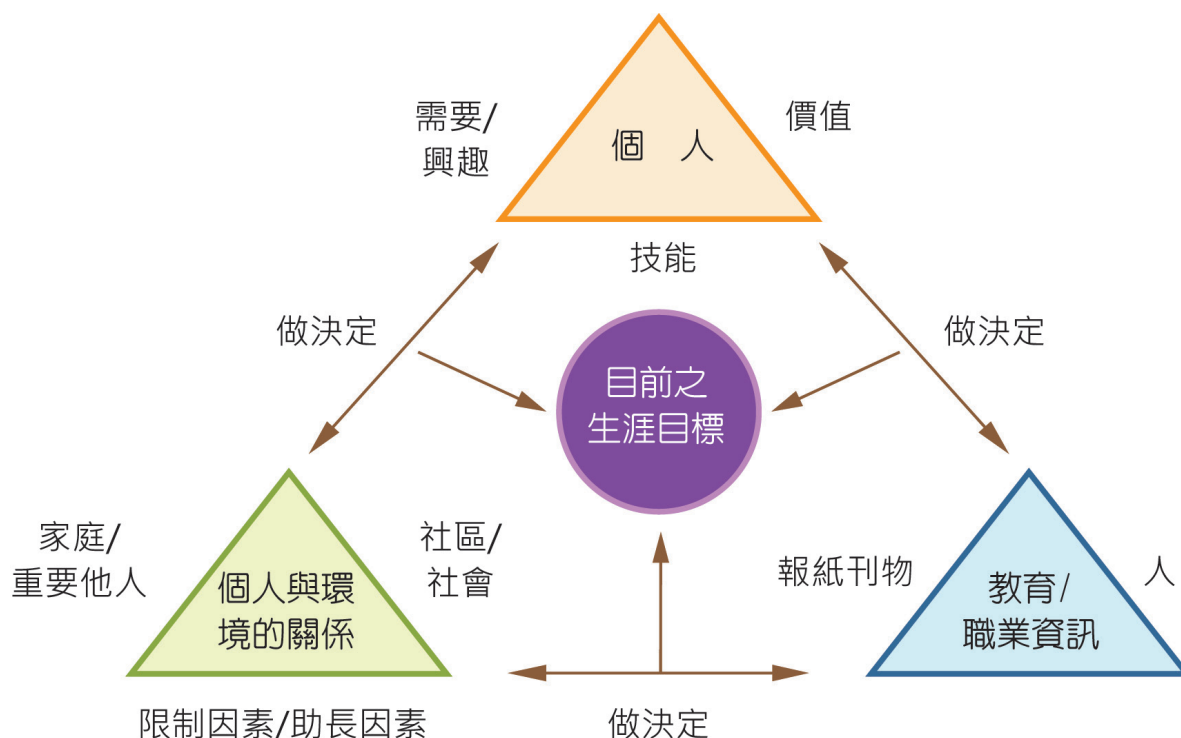 需要/
興趣
個 人
價值
技能
做決定
做決定
目前之
生涯目標
家庭/
重要他人
個人與環
境的關係
社區/
社會
報紙刊物
教育/
職業資訊
人
限制因素/助長因素
做決定